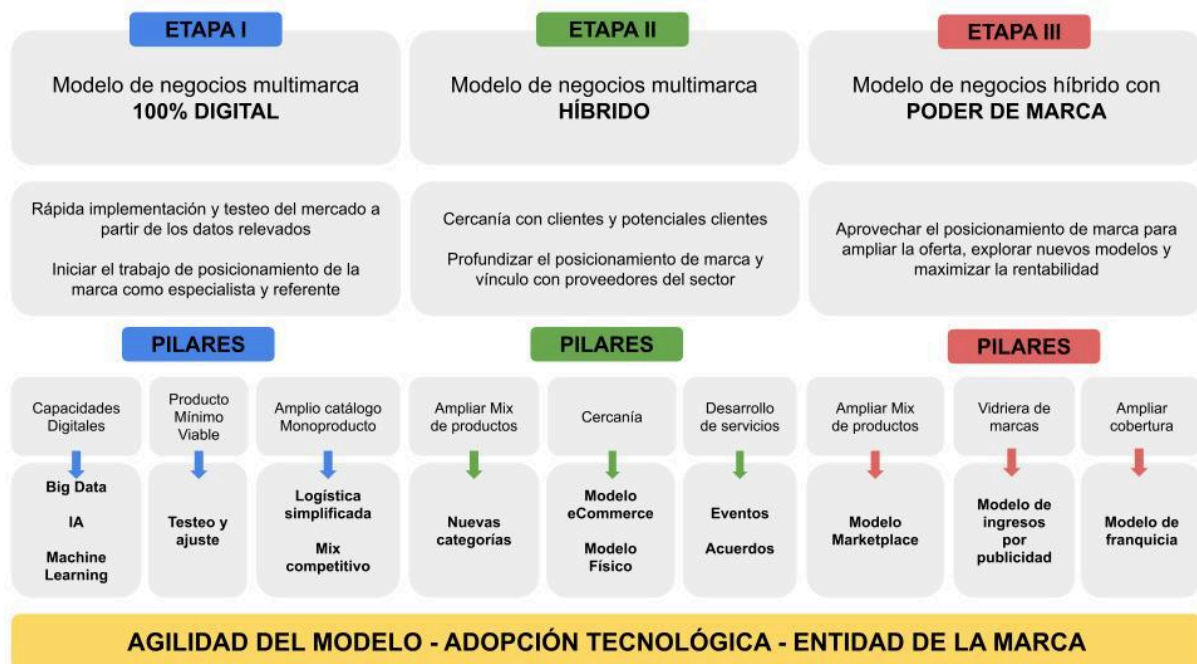 ETAPA I
Modelo de negocios multimarca
100% DIGITAL
Rápida implementación y testeo del mercado a
partir de los datos relevados
Iniciar el trabajo de posicionamiento de la
marca como especialista y referente
PILARES
Capacidades
Digitales
Big Data
IA
Machine
Learning
Producto
Mínimo
Viable
Testeo y
ajuste
Amplio catálogo
Monoproducto
Logística
simplificada
Mix
competitivo
ETAPA II
Modelo de negocios multimarca
HÍBRIDO
Cercanía con clientes y potenciales clientes
Profundizar el posicionamiento de marca y
vínculo con proveedores del sector
PILARES
Ampliar Mix
de productos
Nuevas
categorías
Cercanía
Modelo
eCommerce
Modelo
Físico
Desarrollo
de servicios
Eventos
Acuerdos
ETAPA III
Modelo de negocios híbrido con
PODER DE MARCA
Aprovechar el posicionamiento de marca para
ampliar la oferta, explorar nuevos modelos y
maximizar la rentabilidad
PILARES
Ampliar Mix
de productos
Modelo
Marketplace
Vidriera de
marcas
Modelo de
ingresos
por
publicidad
Ampliar
cobertura
Modelo de
franquicia
AGILIDAD DEL MODELO - ADOPCIÓN TECNOLÓGICA - ENTIDAD DE LA MARCA